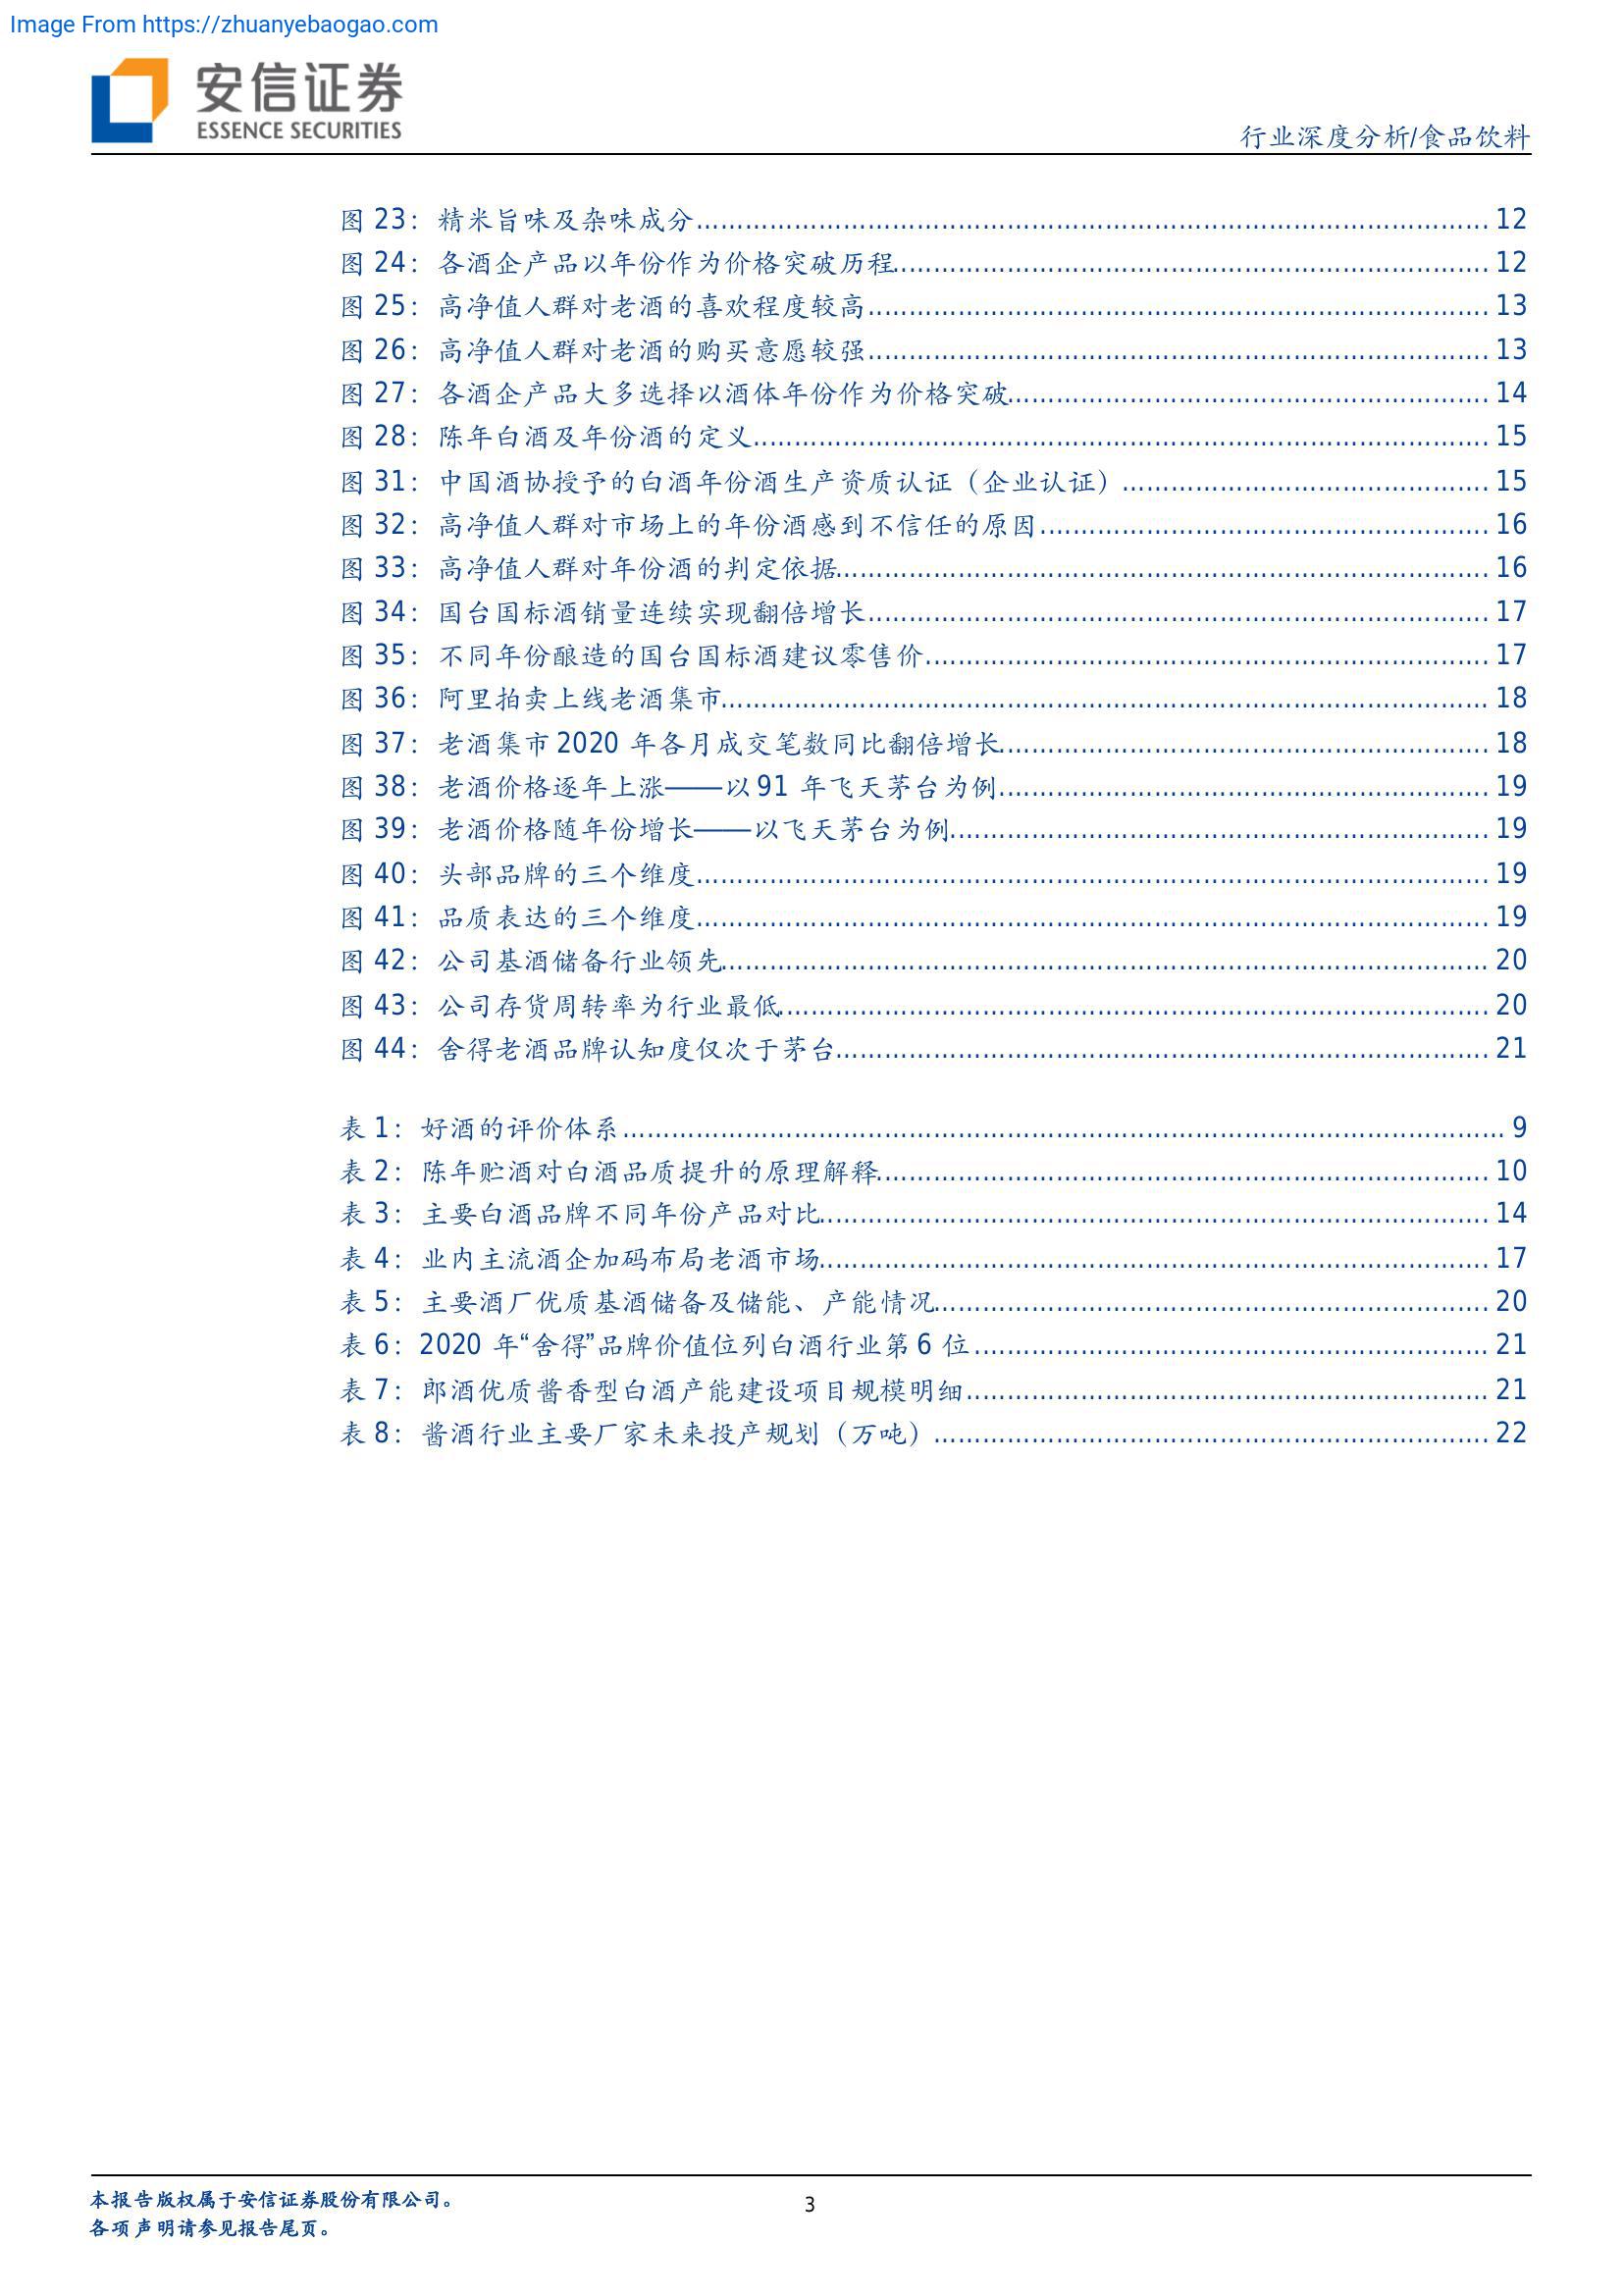 Image From https://zhuanyebaogao.com
安信证券
ESSENCE SECURITIES
行业深度分析/食品饮料
图 23：精米旨味及杂味成分 12
图 24：各酒企产品以年份作为价格突破历程 12
图 25：高净值人群对老酒的喜欢程度较高 13
图 26：高净值人群对老酒的购买意愿较强 13
图 27：各酒企产品大多选择以酒体年份作为价格突破 14
图 28：陈年白酒及年份酒的定义 15
图 31：中国酒协授予的白酒年份酒生产资质认证（企业认证） 15
图 32：高净值人群对市场上的年份酒感到不信任的原因 16
图 33：高净值人群对年份酒的判定依据 16
图 34：国台国标酒销量连续实现翻倍增长 17
图 35：不同年份酿造的国台国标酒建议零售价 17
图 36：阿里拍卖上线老酒集市 18
图 37：老酒集市 2020 年各月成交笔数同比翻倍增长 18
图 38：老酒价格逐年上涨——以 91 年飞天茅台为例 19
图 39：老酒价格随年份增长——以飞天茅台为例 19
图 40：头部品牌的三个维度 19
图 41：品质表达的三个维度 19
图 42：公司基酒储备行业领先 20
图 43：公司存货周转率为行业最低 20
图 44：舍得老酒品牌认知度仅次于茅台 21
表 1：好酒的评价体系 9
表 2：陈年贮酒对白酒品质提升的原理解释 10
表 3：主要白酒品牌不同年份产品对比 14
表 4：业内主流酒企加码布局老酒市场 17
表 5：主要酒厂优质基酒储备及储能、产能情况 20
表 6：2020 年“舍得”品牌价值位列白酒行业第 6 位 21
表 7：郎酒优质酱香型白酒产能建设项目规模明细 21
表 8：酱酒行业主要厂家未来投产规划（万吨） 22
本报告版权属于安信证券股份有限公司。
各项声明请参见报告尾页。
3